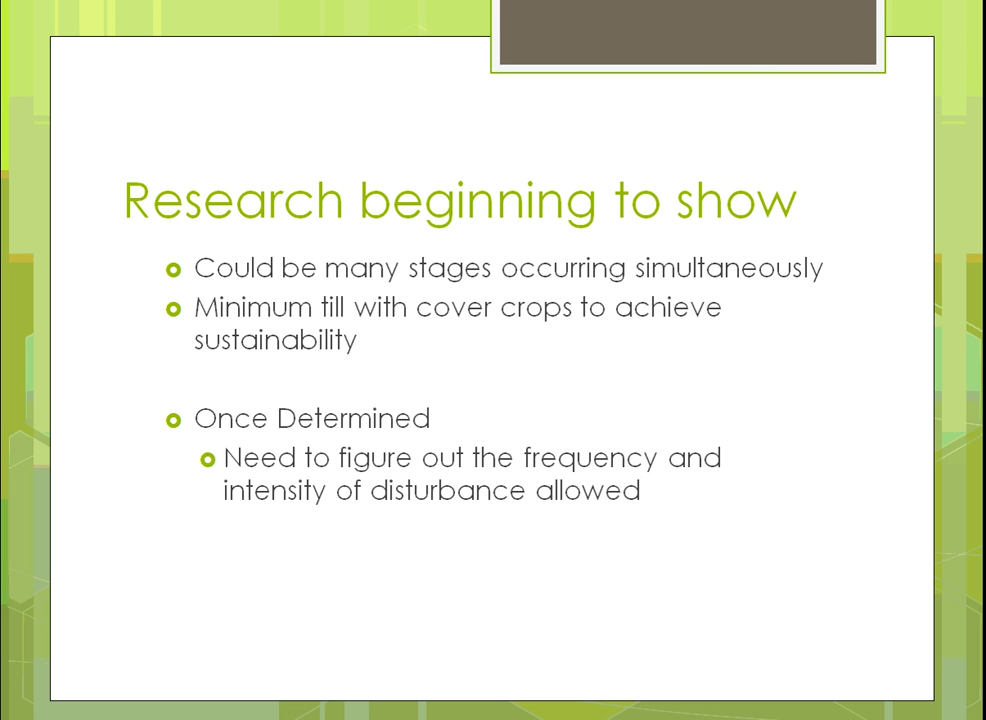 Research beginning to show
Could be many stages occurring simultaneously
Minimum till with cover crops to achieve
sustainability
Once Determined
Need to figure out the frequency and
intensity of disturbance allowed